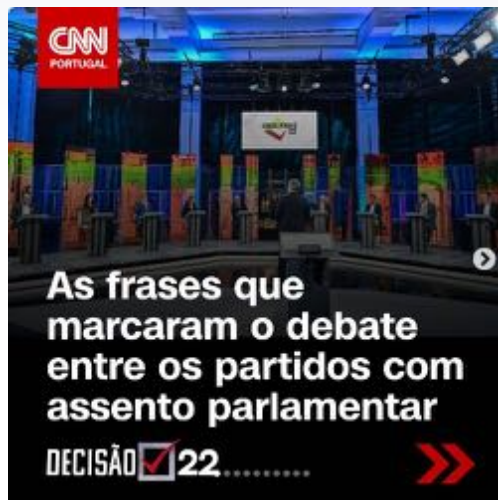 CNN
PORTUGAL
As frases que
marcaram o debate
entre os partidos com
assento parlamentar
DECISÃO 22